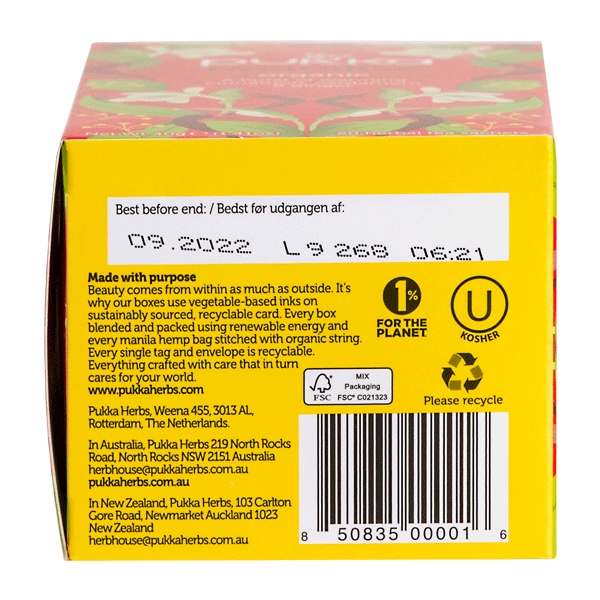 pukka
organic
20 herbal tea sachets
Best before end: / Bedst før udgangen af:
09.2022 L9 268 06:21
Made with purpose
Beauty comes from within as much as outside. It's
why our boxes use vegetable-based inks on
sustainably sourced, recyclable card. Every box
blended and packed using renewable energy and
every manila hemp bag stitched with organic string.
Every single tag and envelope is recyclable.
Everything crafted with care that in turn
cares for your world.
www.pukkaherbs.com
Pukka Herbs, Weena 455, 3013 AL,
Rotterdam, The Netherlands.
In Australia, Pukka Herbs 219 North Rocks
Road, North Rocks NSW 2151 Australia
herbhouse@pukkaherbs.com.au
pukkaherbs.com.au
In New Zealand, Pukka Herbs, 103 Carlton
Gore Road, Newmarket Auckland 1023
New Zealand
herbhouse@pukkaherbs.com.au
1%
FOR THE
PLANET
U
KOSHER
FSC
MIX
Packaging
FSC® C021323
Please recycle
8 50835 00001 6